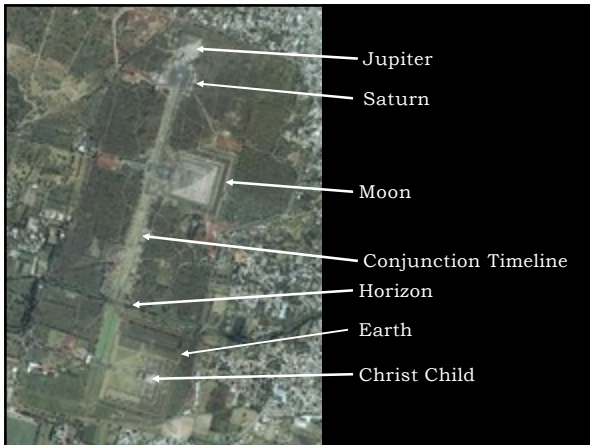 Jupiter
Saturn
Moon
Conjunction Timeline
Horizon
Earth
Christ Child